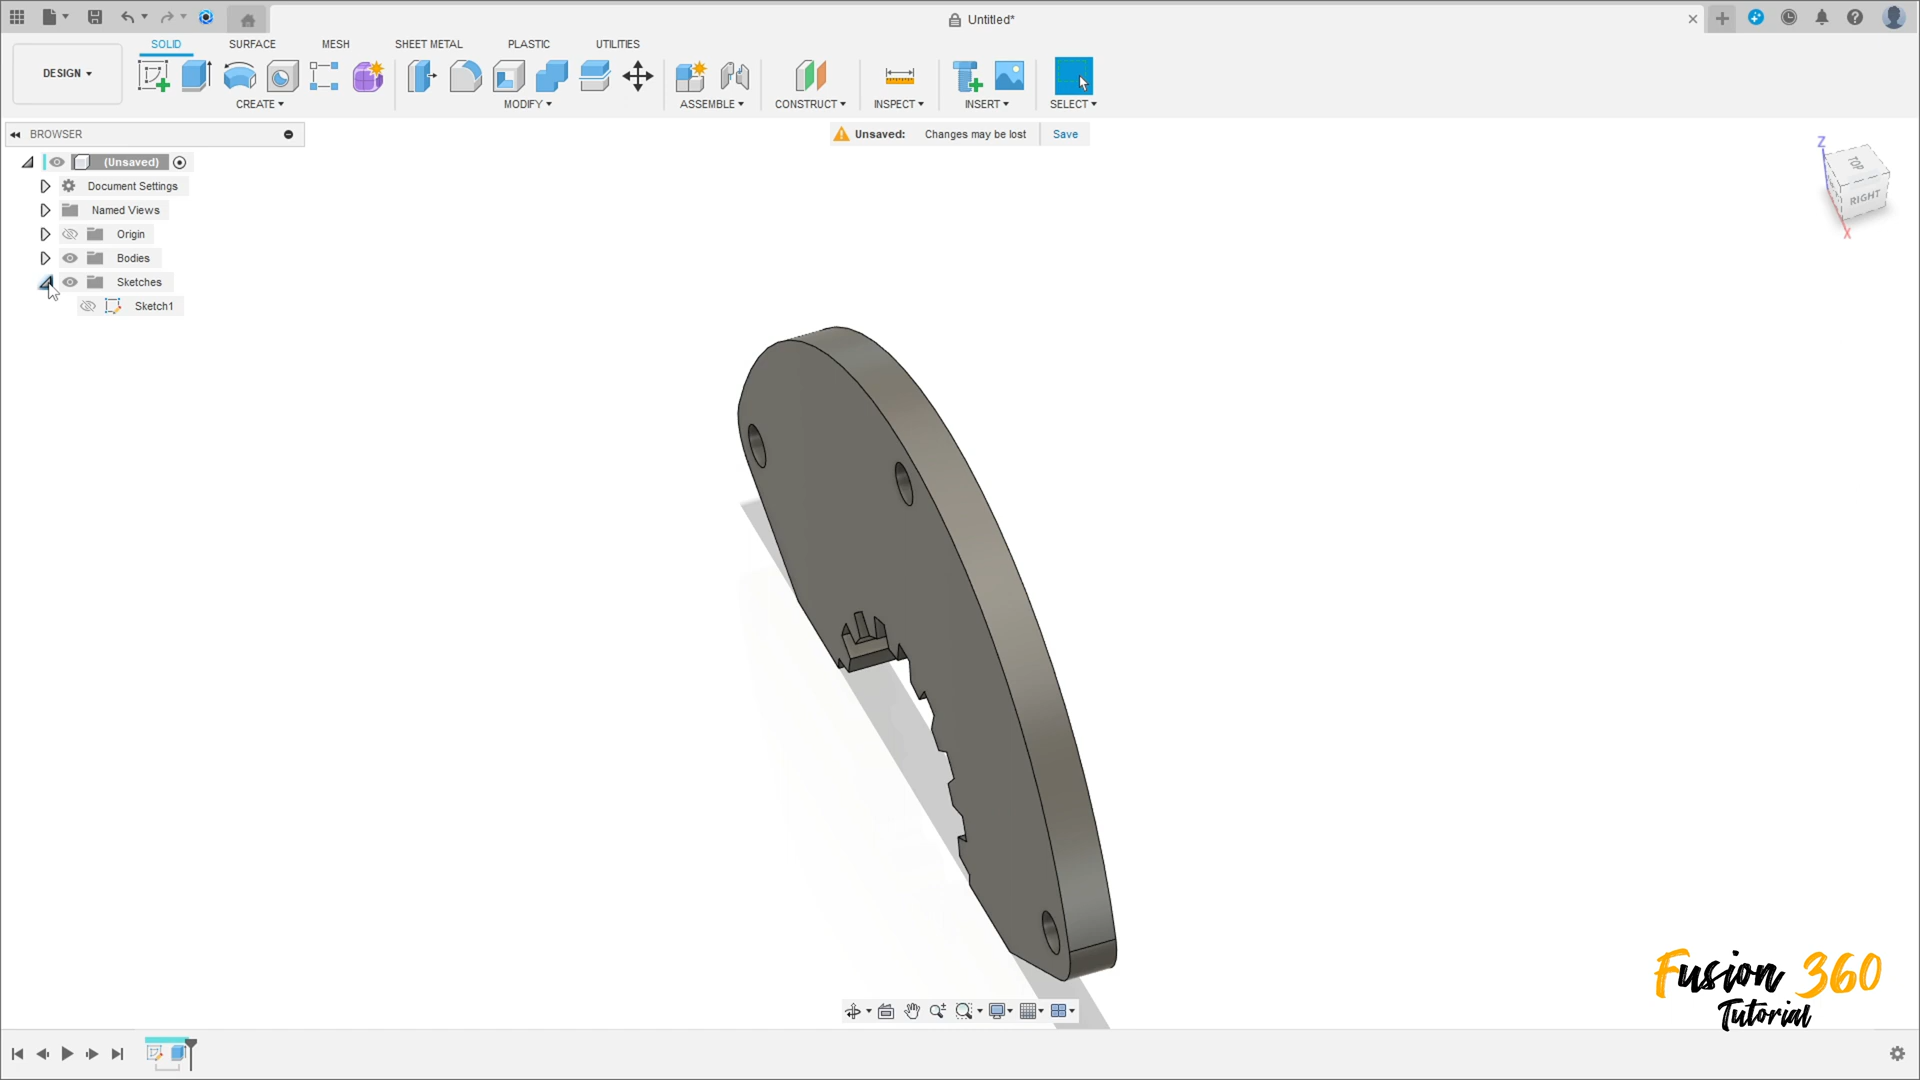 Untitled*
SOLID SURFACE MESH SHEET METAL PLASTIC UTILITIES
DESIGN
CREATE MODIFY ASSEMBLE CONSTRUCT INSPECT INSERT SELECT
BROWSER
Unsaved: Changes may be lost Save
(Unsaved)
Document Settings
Named Views
Origin
Bodies
Sketches
Sketch1
Z
TOP
RIGHT
X
Fusion 360
Tutorial